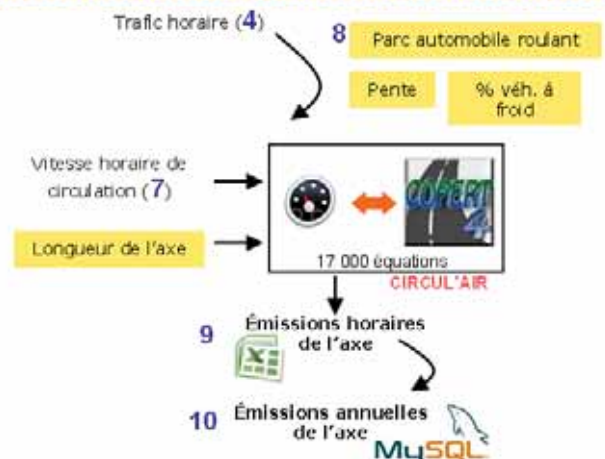 Trafic horaire (4)
8
Parc automobile roulant
Pente
% véh. à
froid
Vitesse horaire de
circulation (7)
Longueur de l'axe
COPERT
4
17 000 équations
CIRCUL'AIR
9
Émissions horaires
de l'axe
10
Émissions annuelles
de l'axe
MySQL